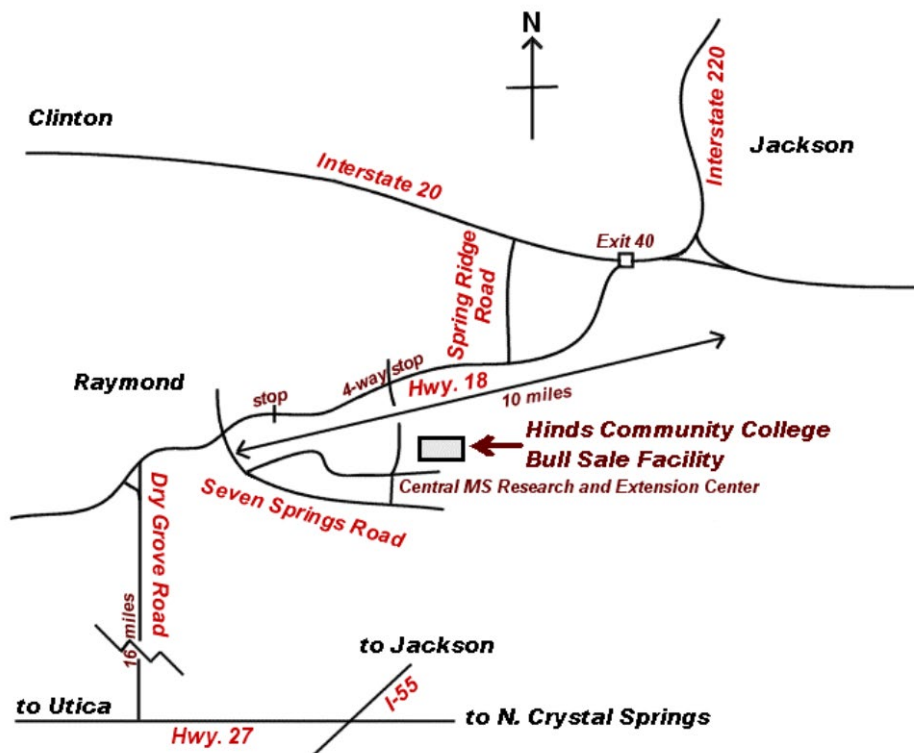 N
Clinton
Interstate 220
Jackson
Interstate 20
Exit 40
Spring Ridge
Road
Raymond
stop
4-way stop
Hwy. 18
10 miles
Hinds Community College
Bull Sale Facility
Central MS Research and Extension Center
Seven Springs Road
Dry Grove Road
16 miles
to Jackson
I-55
to Utica
Hwy. 27
to N. Crystal Springs